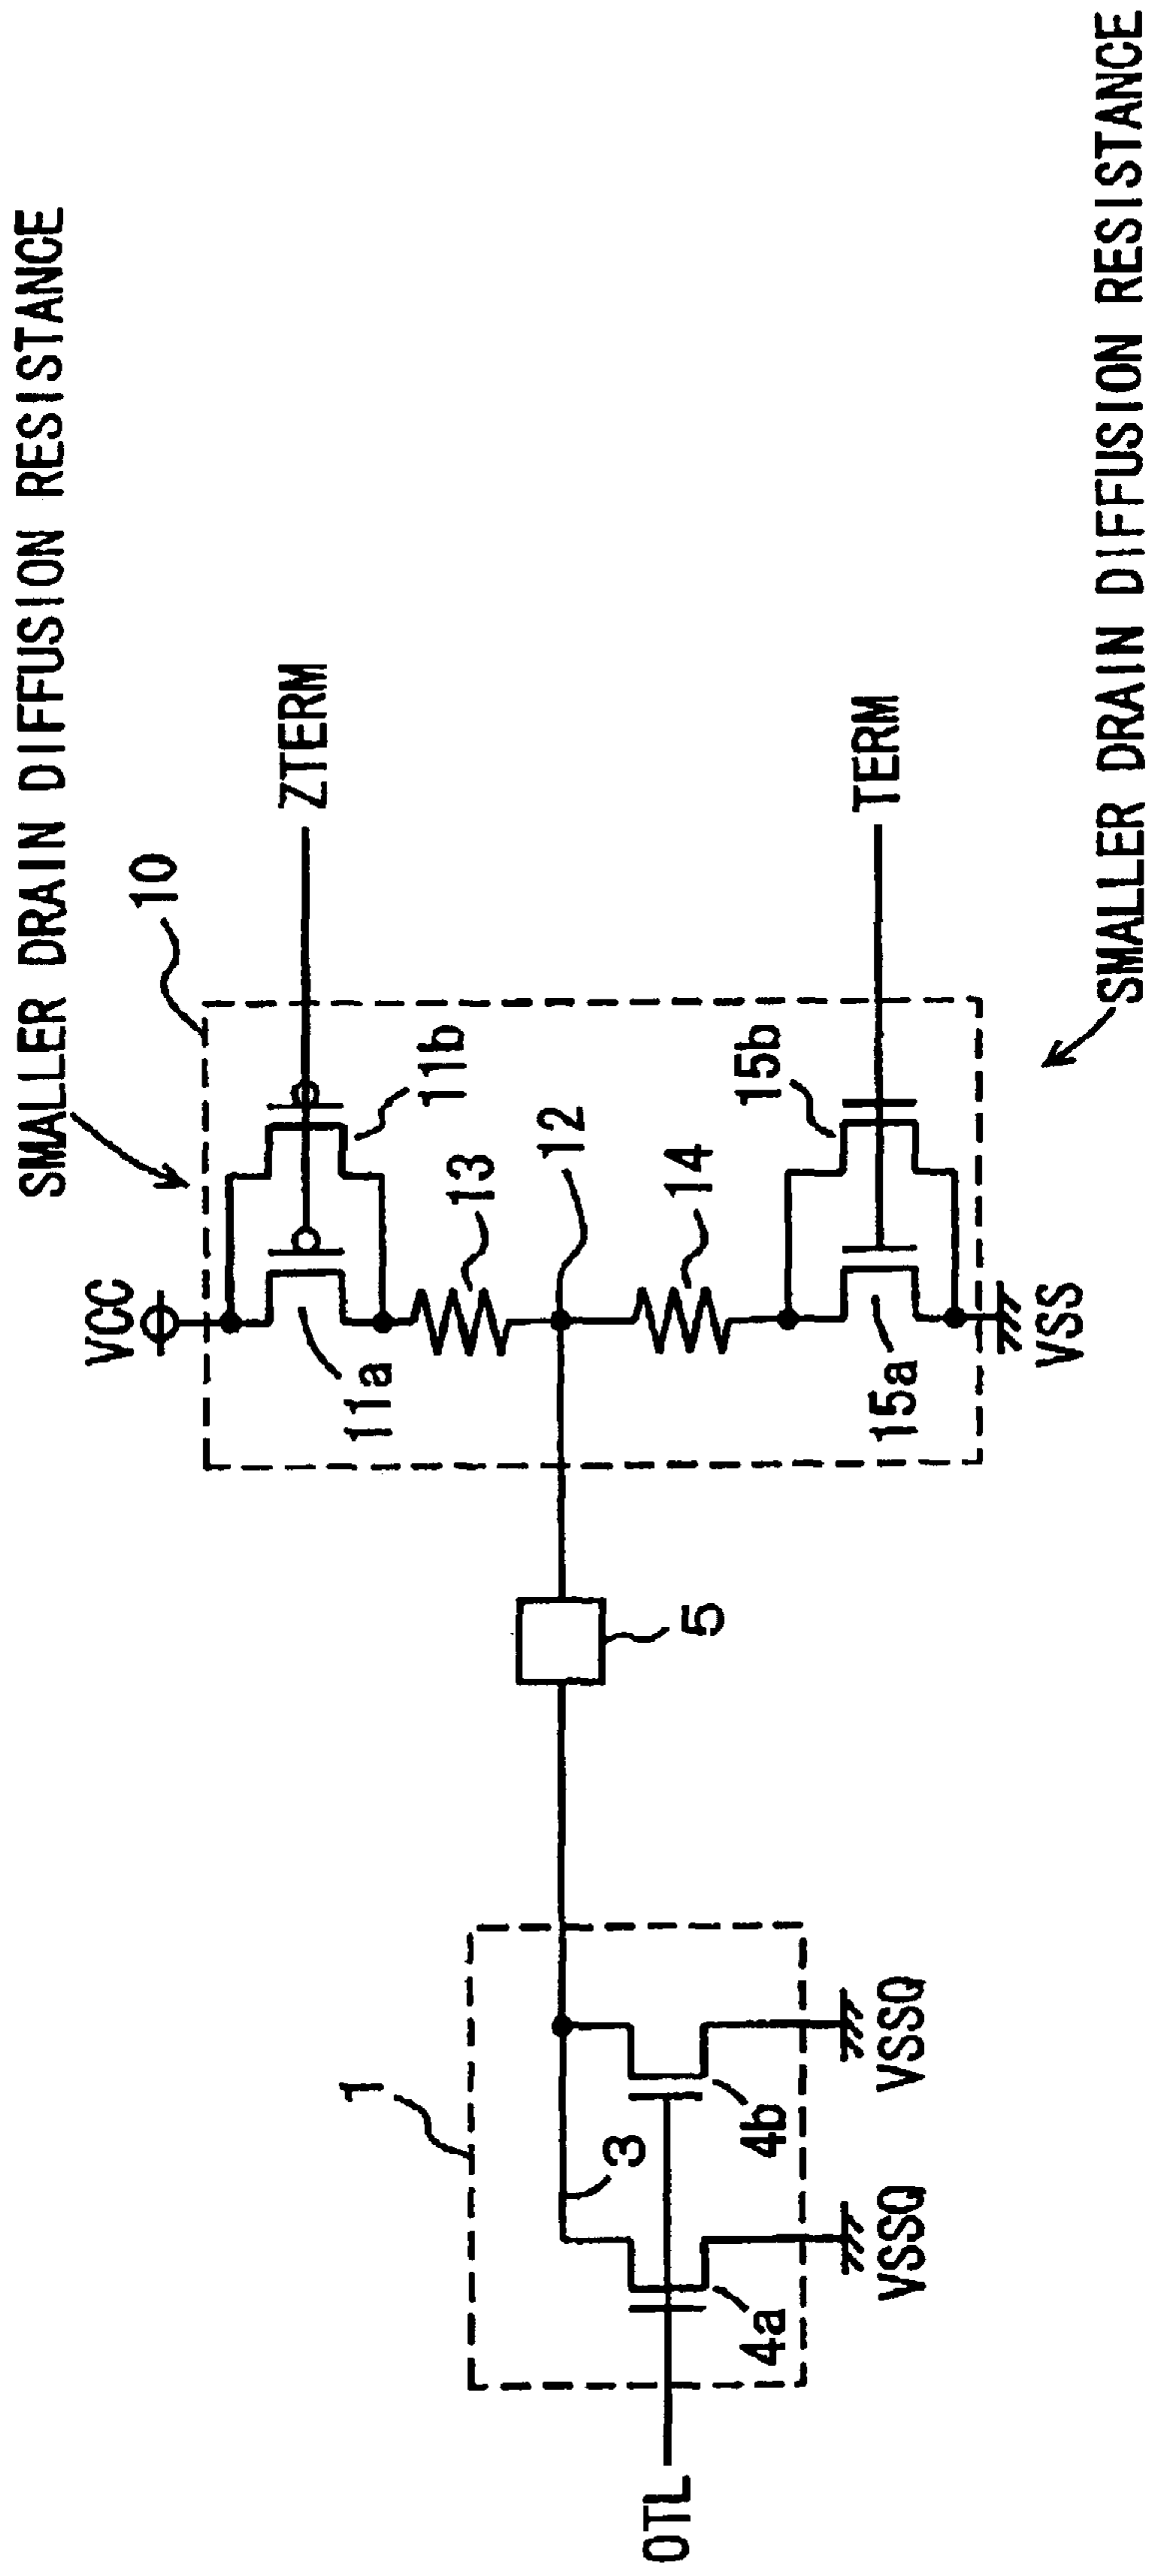 SMALLER DRAIN DIFFUSION RESISTANCE
10
VCC
ZTERM
11a
11b
13
12
1
5
3
14
OTL
4a
4b
15a
15b
TERM
VSSQ
VSSQ
VSS
SMALLER DRAIN DIFFUSION RESISTANCE